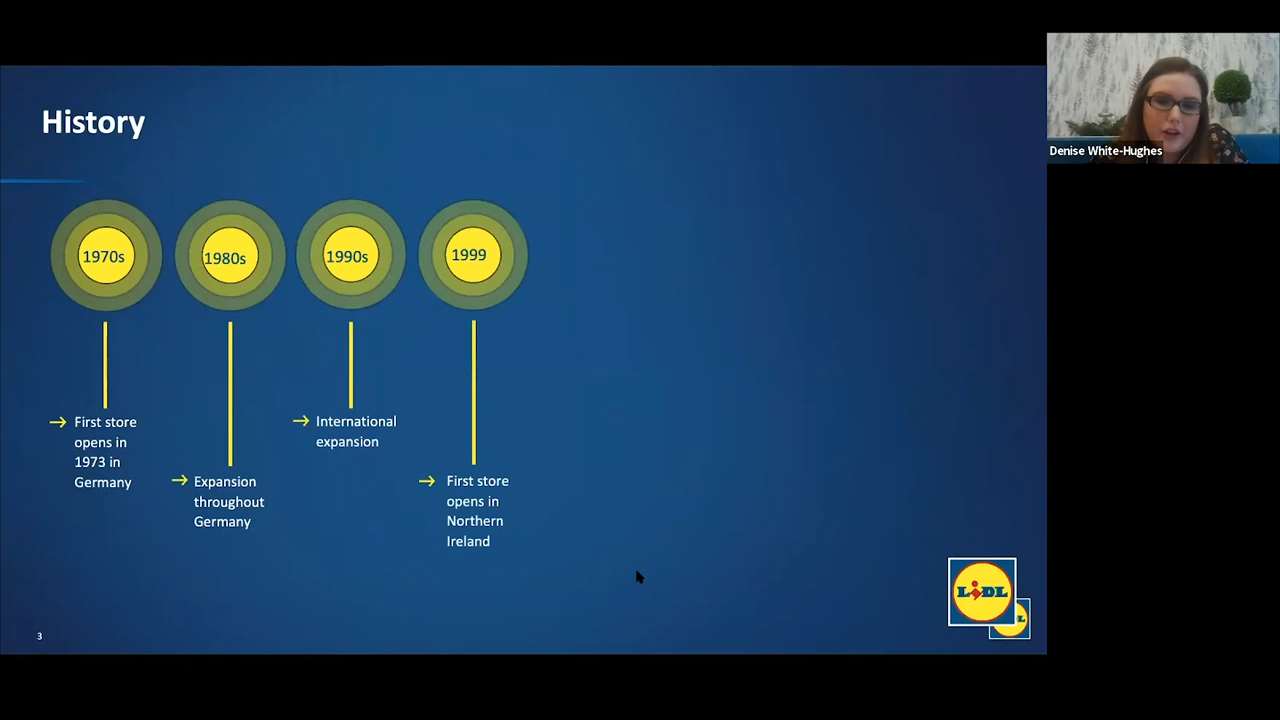 History
Denise White-Hughes
1970s
1980s
1990s
1999
→ First store
opens in
1973 in
Germany
→ Expansion
throughout
Germany
→ International
expansion
→ First store
opens in
Northern
Ireland
LIDL
L
3